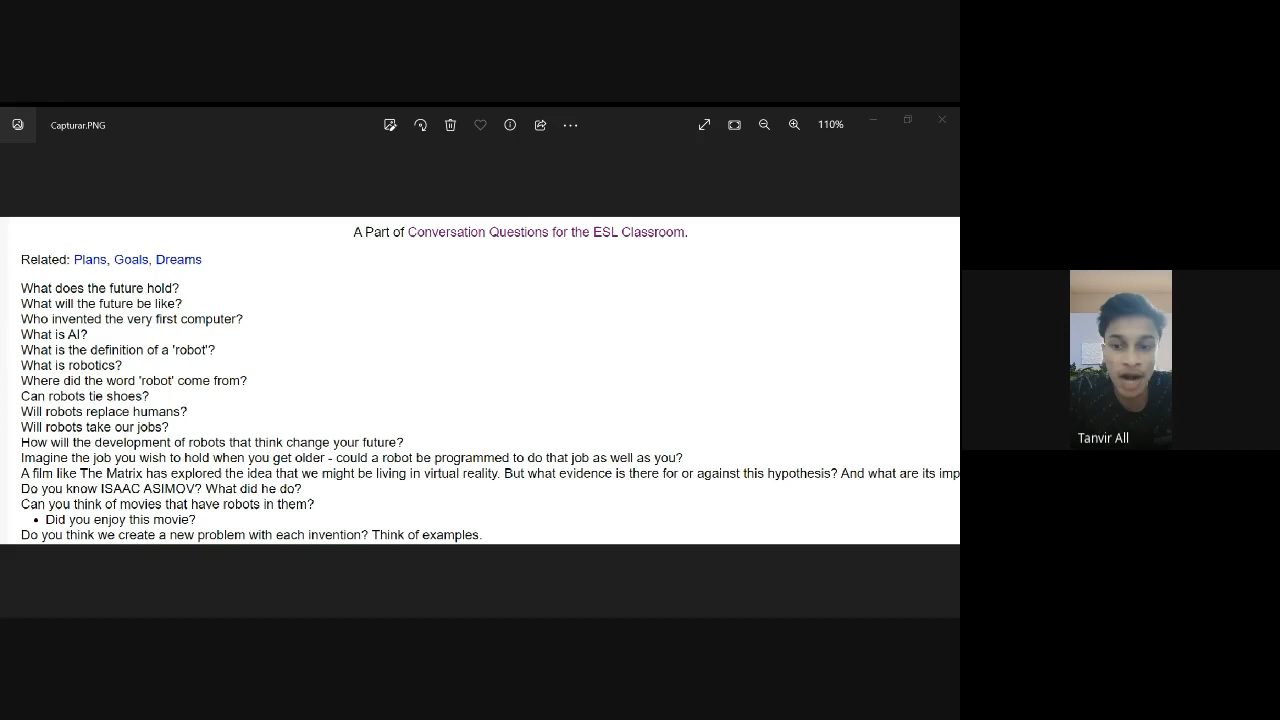 Capturar.PNG
110%
A Part of Conversation Questions for the ESL Classroom.
Related: Plans, Goals, Dreams
What does the future hold?
What will the future be like?
Who invented the very first computer?
What is AI?
What is the definition of a 'robot'?
What is robotics?
Where did the word 'robot' come from?
Can robots tie shoes?
Will robots replace humans?
Will robots take our jobs?
How will the development of robots that think change your future?
Imagine the job you wish to hold when you get older - could a robot be programmed to do that job as well as you?
A film like The Matrix has explored the idea that we might be living in virtual reality. But what evidence is there for or against this hypothesis? And what are its imp
Do you know ISAAC ASIMOV? What did he do?
Can you think of movies that have robots in them?
• Did you enjoy this movie?
Do you think we create a new problem with each invention? Think of examples.
Tanvir All